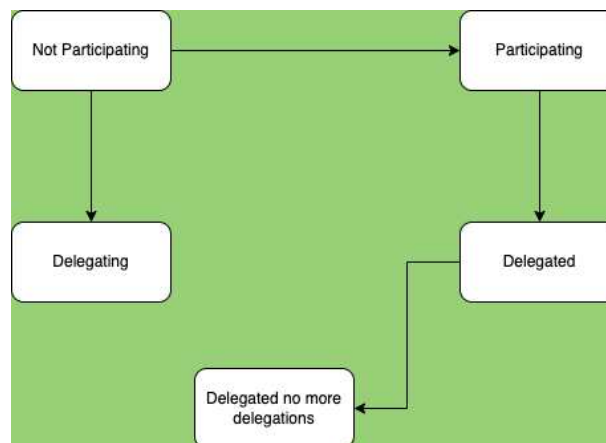 Not Participating
Participating
Delegating
Delegated
Delegated no more
delegations